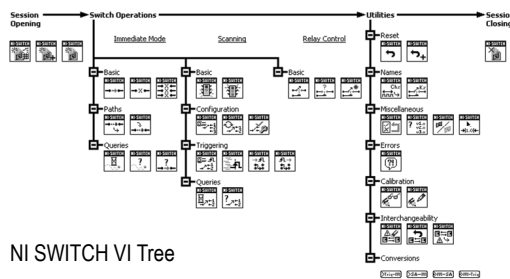 Session Opening
Switch Operations
Utilities
Sessio Closing
Immediate Mode
Scanning
Relay Control
Reset
Basic
Basic
Basic
Names
Paths
Configuration
Miscellaneous
Queries
Triggering
Errors
Queries
Calibration
Interchangeability
Conversions
NI SWITCH VI Tree